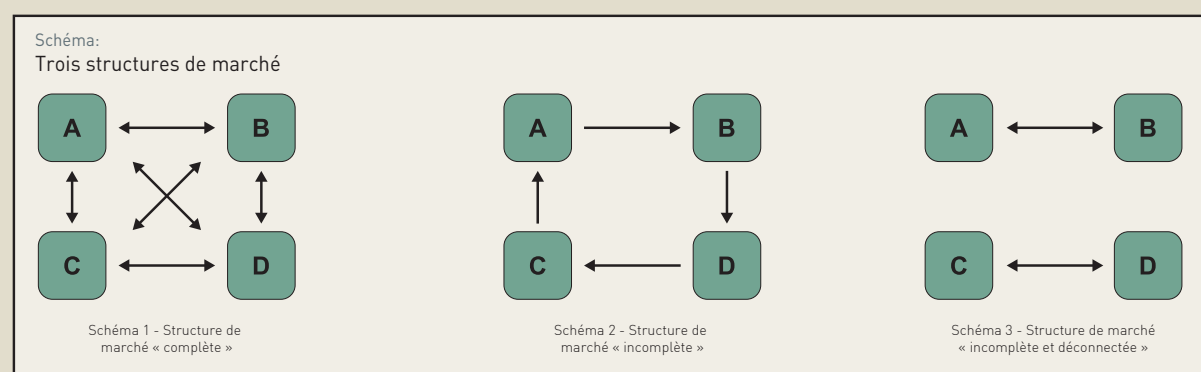 Schéma:
Trois structures de marché
A
B
C
D
Schéma 1 - Structure de
marché « complète »
A
B
C
D
Schéma 2 - Structure de
marché « incomplète »
A
B
C
D
Schéma 3 - Structure de marché
« incomplète et déconnectée »